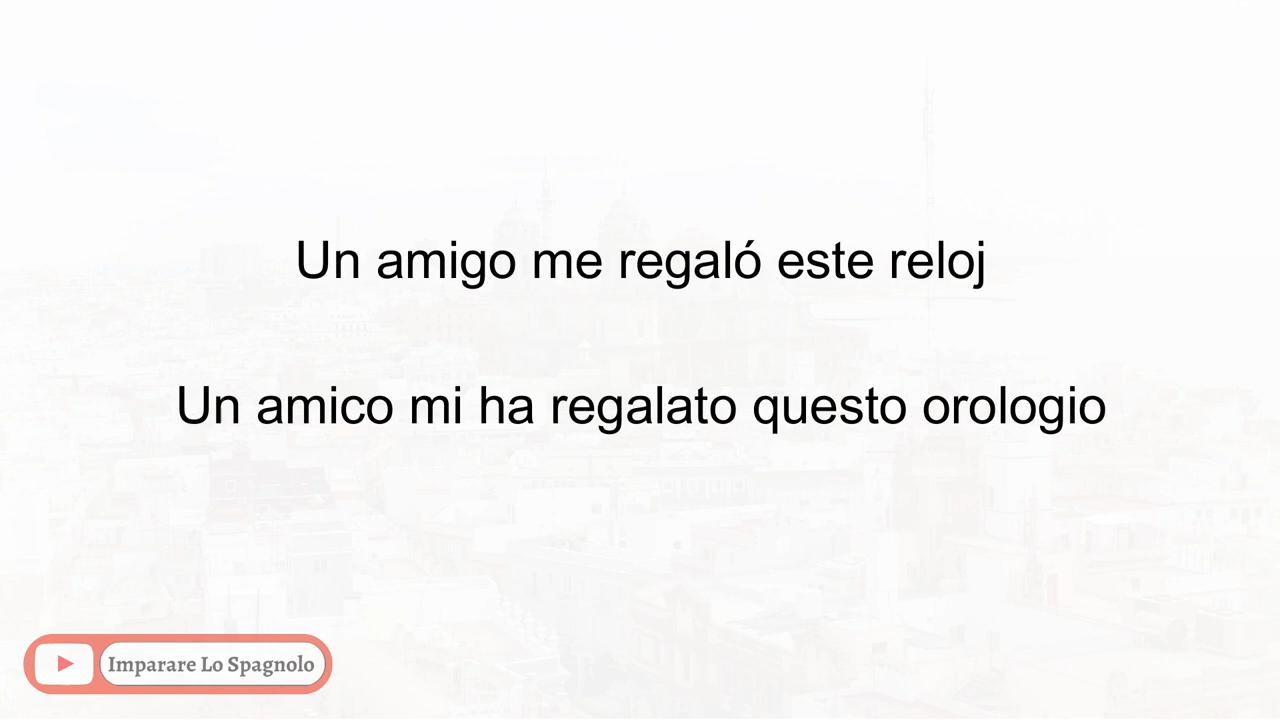 Un amigo me regaló este reloj
Un amico mi ha regalato questo orologio
Imparare Lo Spagnolo